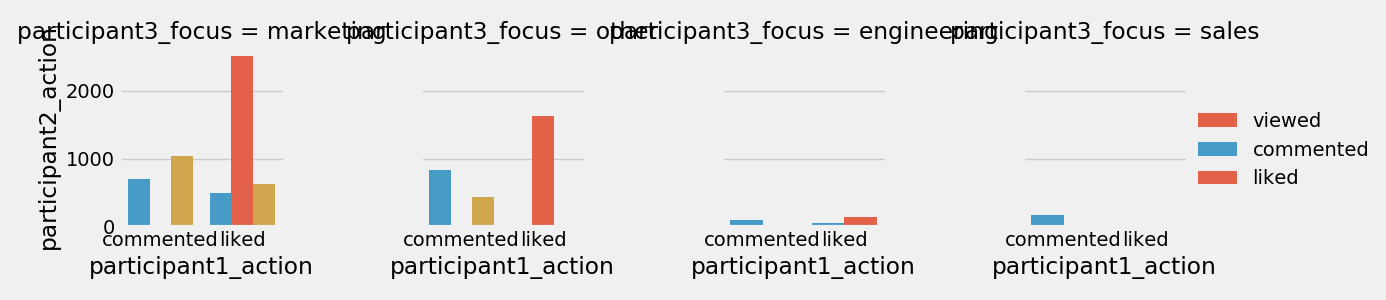 participant3_focus = marketing
participant3_focus = other
participant3_focus = engineering
participant3_focus = sales
participant2_action
2000
1000
0
commented liked
commented liked
commented liked
commented liked
participant1_action
participant1_action
participant1_action
participant1_action
viewed
commented
liked